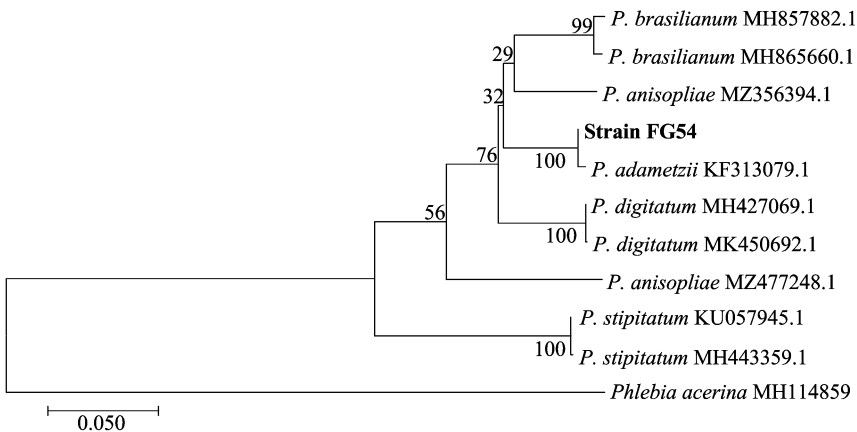 99 P. brasilianum MH857882.1
P. brasilianum MH865660.1
29
P. anisopliae MZ356394.1
32
Strain FG54
100
P. adametzii KF313079.1
76
P. digitatum MH427069.1
100
P. digitatum MK450692.1
56
P. anisopliae MZ477248.1
P. stipitatum KU057945.1
100
P. stipitatum MH443359.1
Phlebia acerina MH114859
0.050